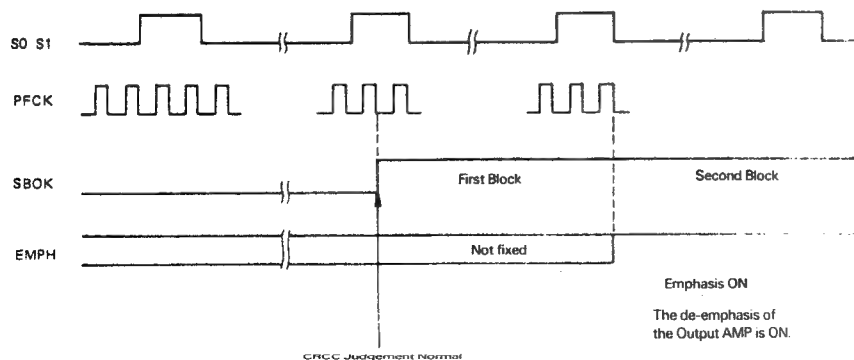 S0 S1
PFCK
SBOK
First Block
Second Block
EMPH
Not fixed
Emphasis ON
The de-emphasis of
the Output AMP is ON.
CRCC Judgement Normal